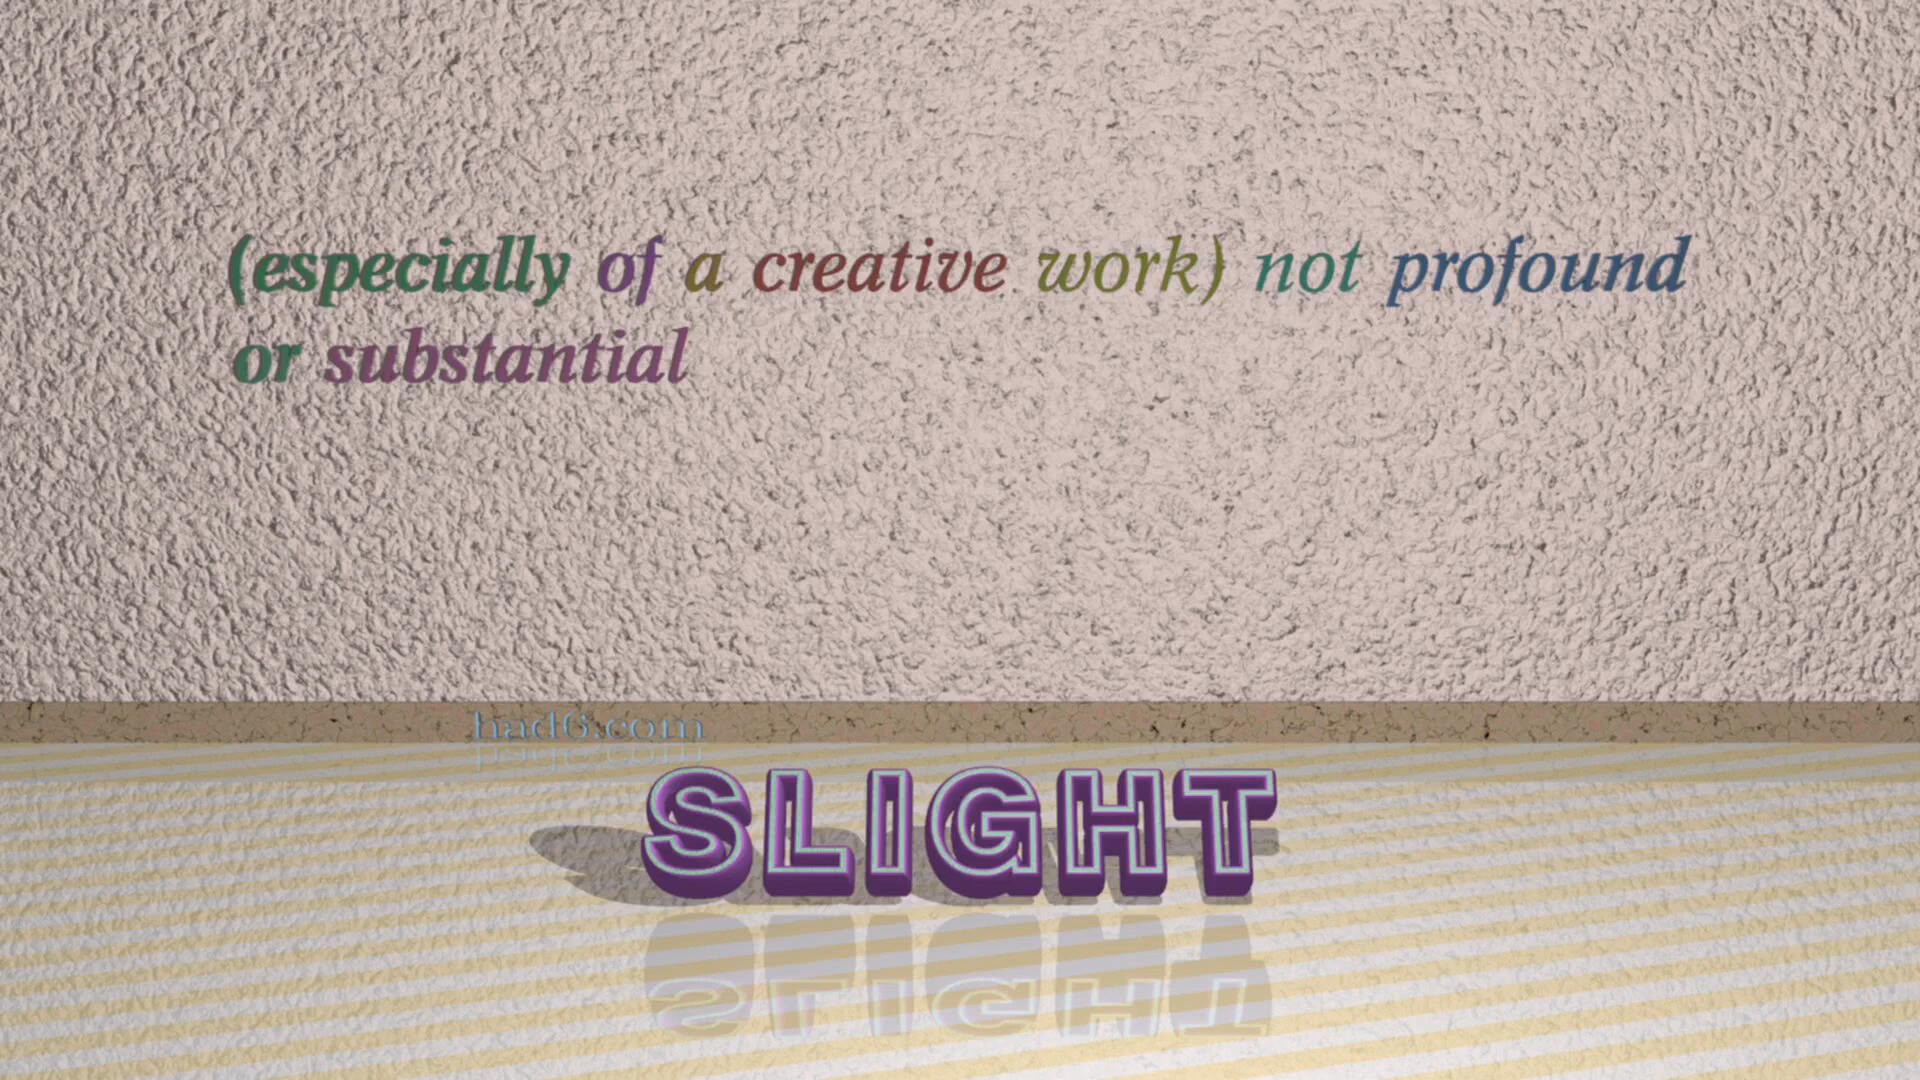 (especially of a creative work) not profound
or substantial
had6.com
SLIGHT